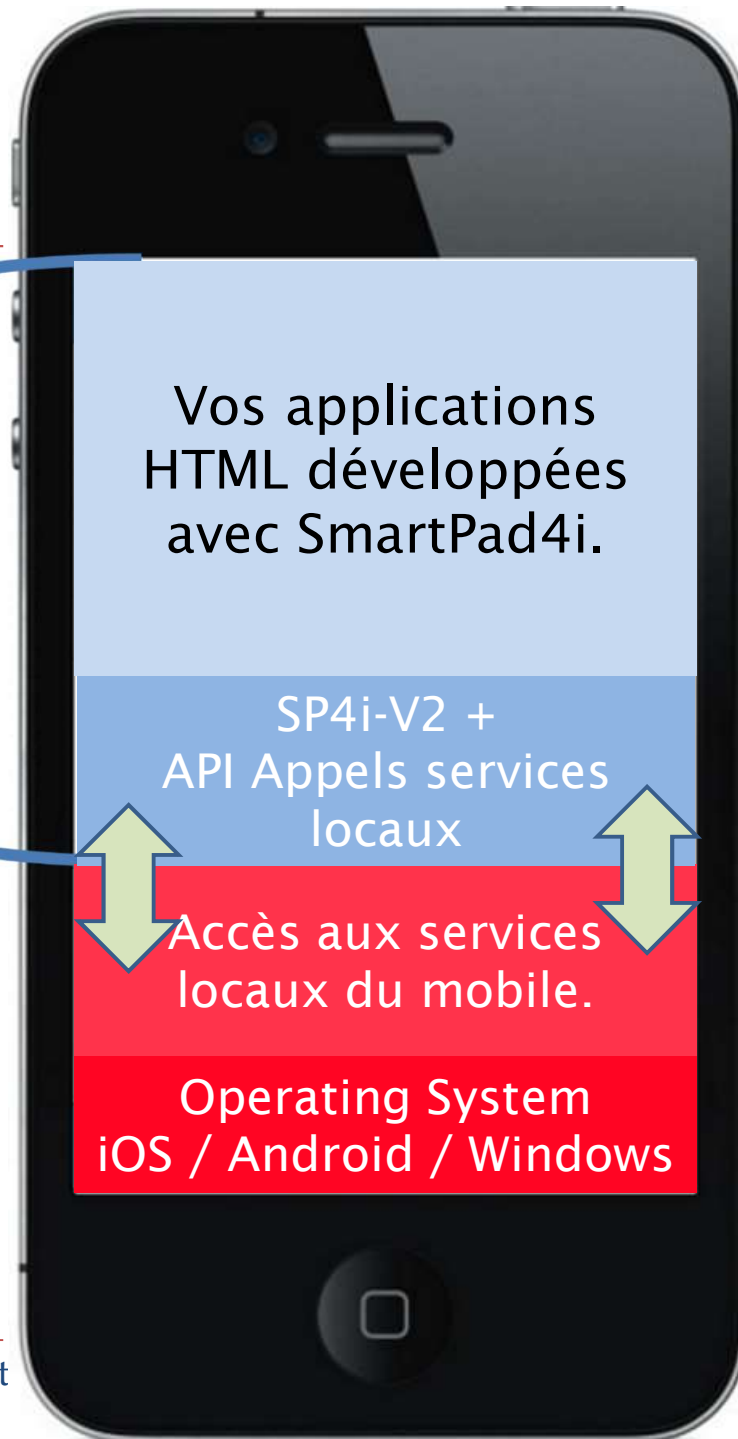 Vos applications
HTML développées
avec SmartPad4i.
SP4i-V2 +
API Appels services
locaux
Accès aux services
locaux du mobile.
Operating System
iOS / Android / Windows
t